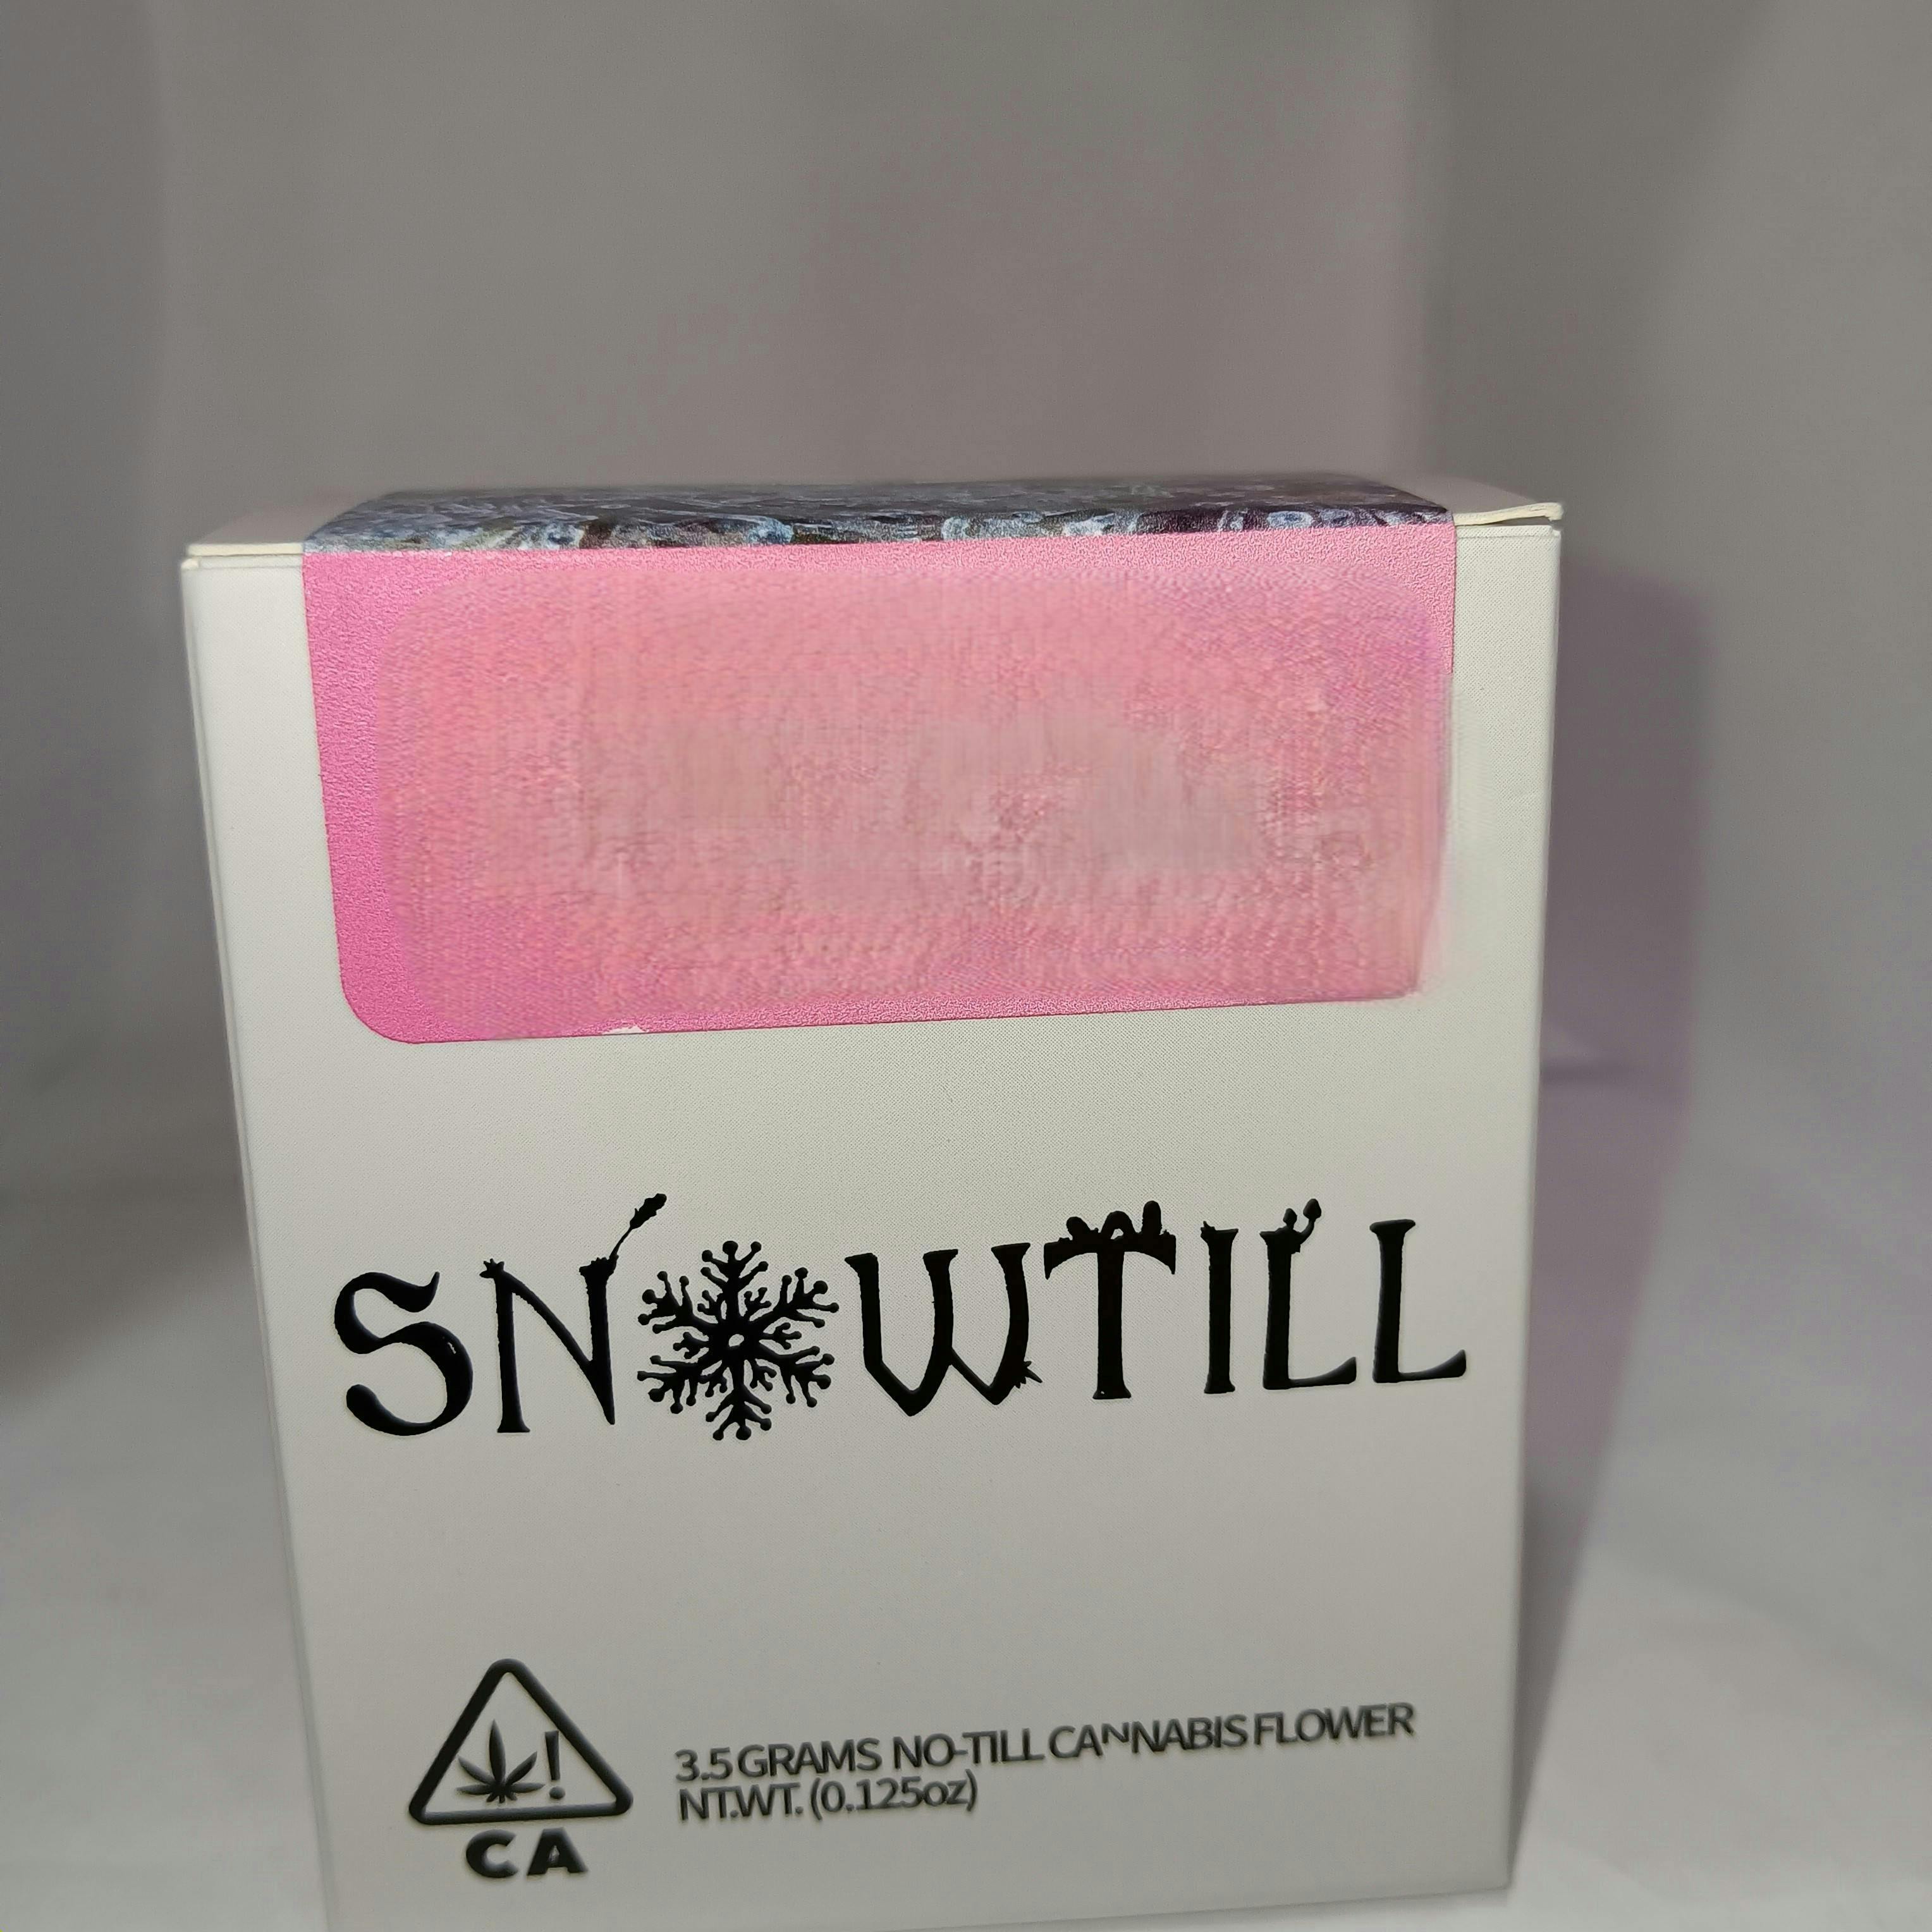 SNOWTILL
3.5 GRAMS NO-TILL CANNABIS FLOWER
NT.WT. (0.125oz)
!
CA